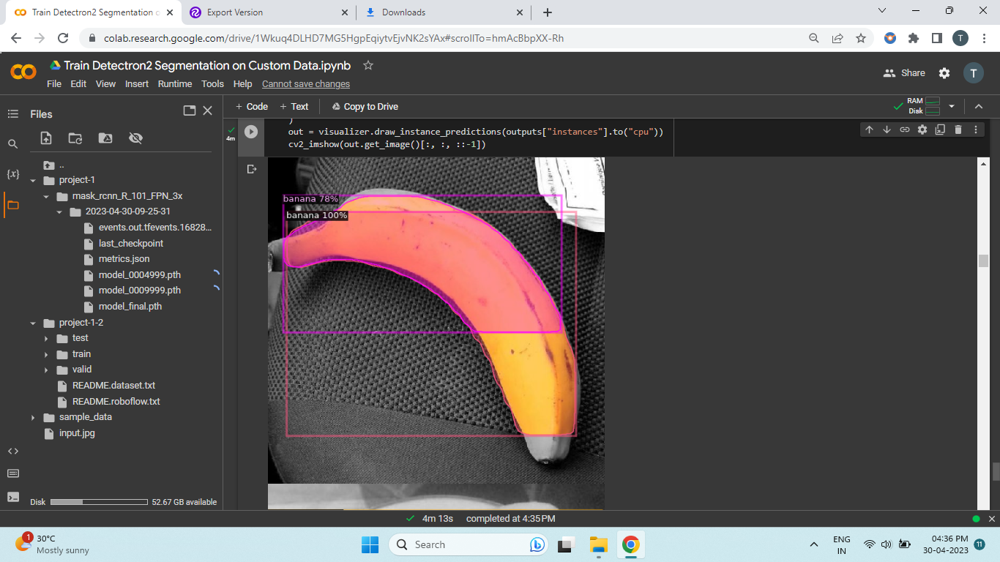 Train Detectron2 Segmentation o
Export Version
Downloads
colab.research.google.com/drive/1Wkuq4DLHD7MG5HgpEqiytvEjvNK2sYAx#scrollTo=hmAcBbpXX-Rh
T
Train Detectron2 Segmentation on Custom Data.ipynb
File Edit View Insert Runtime Tools Help Cannot save changes
Share
T
Files
+ Code + Text Copy to Drive
RAM
Disk
4m
)
out = visualizer.draw_instance_predictions(outputs["instances"].to("cpu"))
cv2_imshow(out.get_image()[:, :, ::-1])
..
project-1
mask_rcnn_R_101_FPN_3x
2023-04-30-09-25-31
events.out.tfevents.16828...
last_checkpoint
metrics.json
model_0004999.pth
model_0009999.pth
model_final.pth
project-1-2
test
train
valid
README.dataset.txt
README.roboflow.txt
sample_data
input.jpg
Disk 52.67 GB available
{x}
banana 78%
banana 100%
4m 13s completed at 4:35 PM
1
30°C
Mostly sunny
Search
ENG
IN
04:36 PM
30-04-2023
11